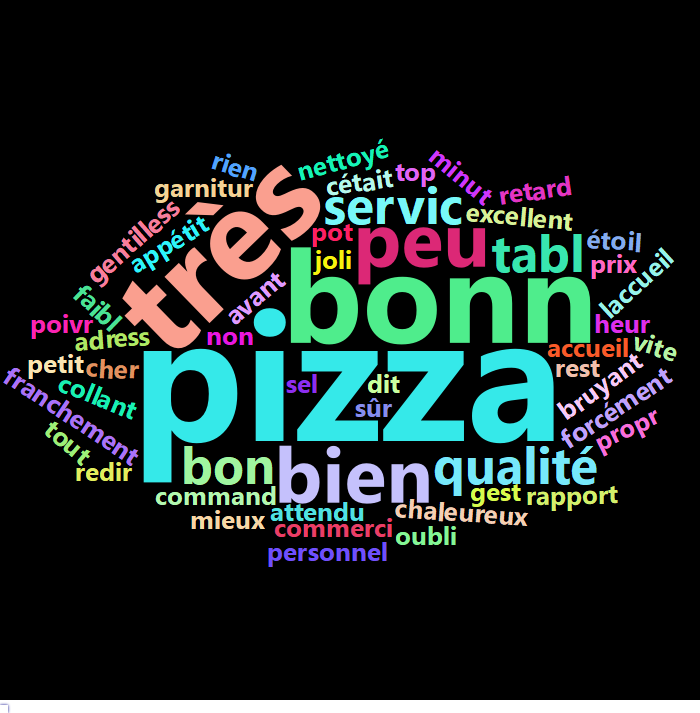 rien
nettoyé
garnitur
cétait
top
minut
retard
gentilless
appétit
très
servic
excellent
pot
peu
tabl
étoil
joli
prix
laccueil
faibl
avant
bonn
poivr
adress
non
heur
accueil
vite
petit
cher
pizza
rest
bruyant
franchement
collant
sel
dit
sûr
forcément
propr
tout
redir
bon
bien
qualité
command
gest
rapport
mieux
attendu
chaleureux
commerci
oubli
personnel